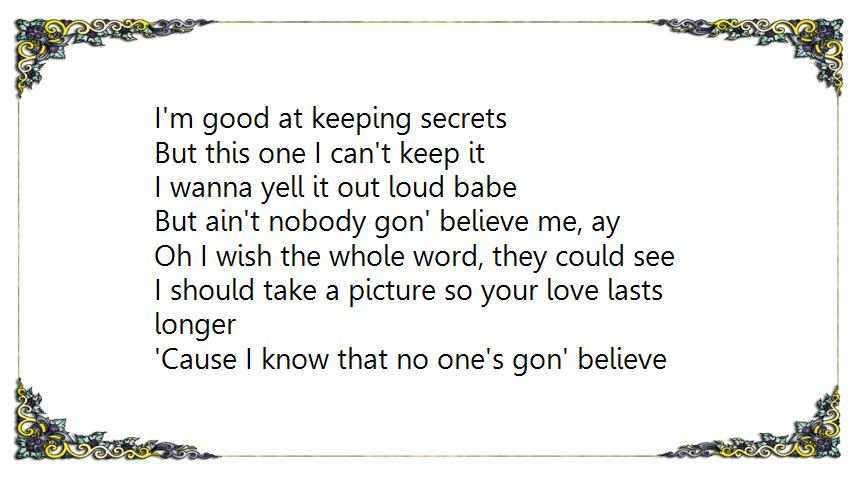 I'm good at keeping secrets
But this one I can't keep it
I wanna yell it out loud babe
But ain't nobody gon' believe me, ay
Oh I wish the whole word, they could see
I should take a picture so your love lasts
longer
'Cause I know that no one's gon' believe